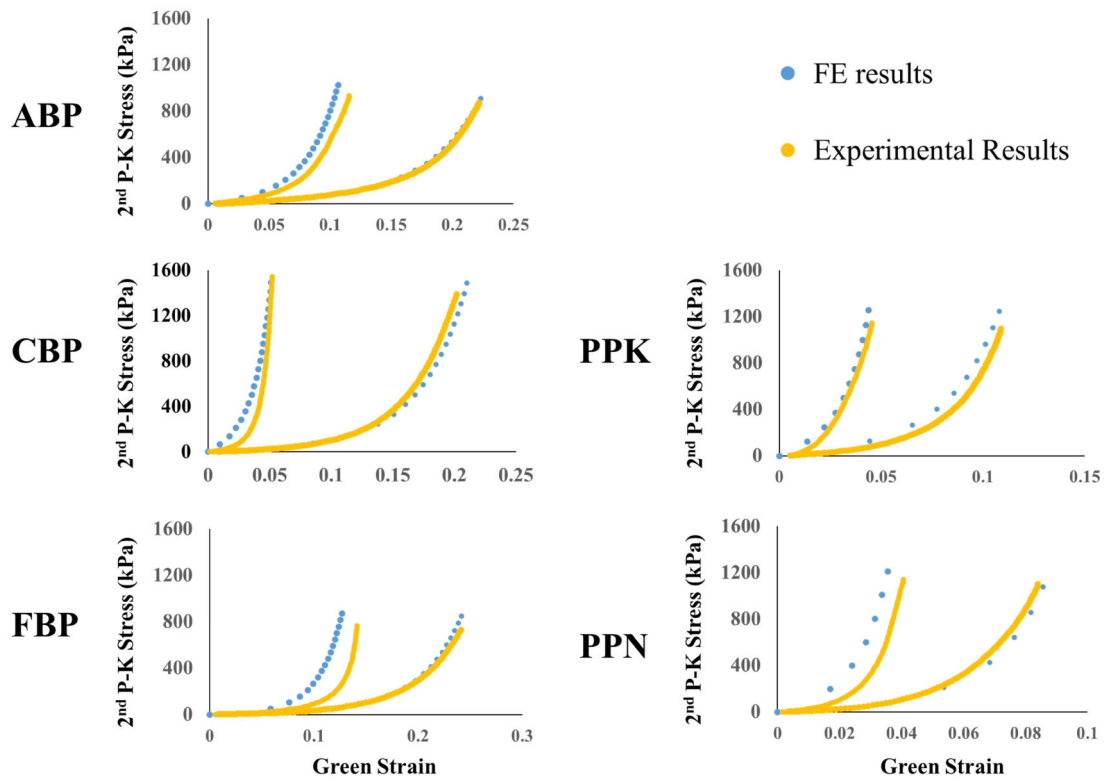 ABP
2nd P-K Stress (kPa)
1600
1200
800
400
0
0 0.05 0.1 0.15 0.2 0.25
FE results
Experimental Results
CBP
2nd P-K Stress (kPa)
1600
1200
800
400
0
0 0.05 0.1 0.15 0.2 0.25
PPK
2nd P-K Stress (kPa)
1600
1200
800
400
0
0 0.05 0.1 0.15
FBP
2nd P-K Stress (kPa)
1600
1200
800
400
0
0 0.1 0.2 0.3
Green Strain
PPN
2nd P-K Stress (kPa)
1600
1200
800
400
0
0 0.02 0.04 0.06 0.08 0.1
Green Strain